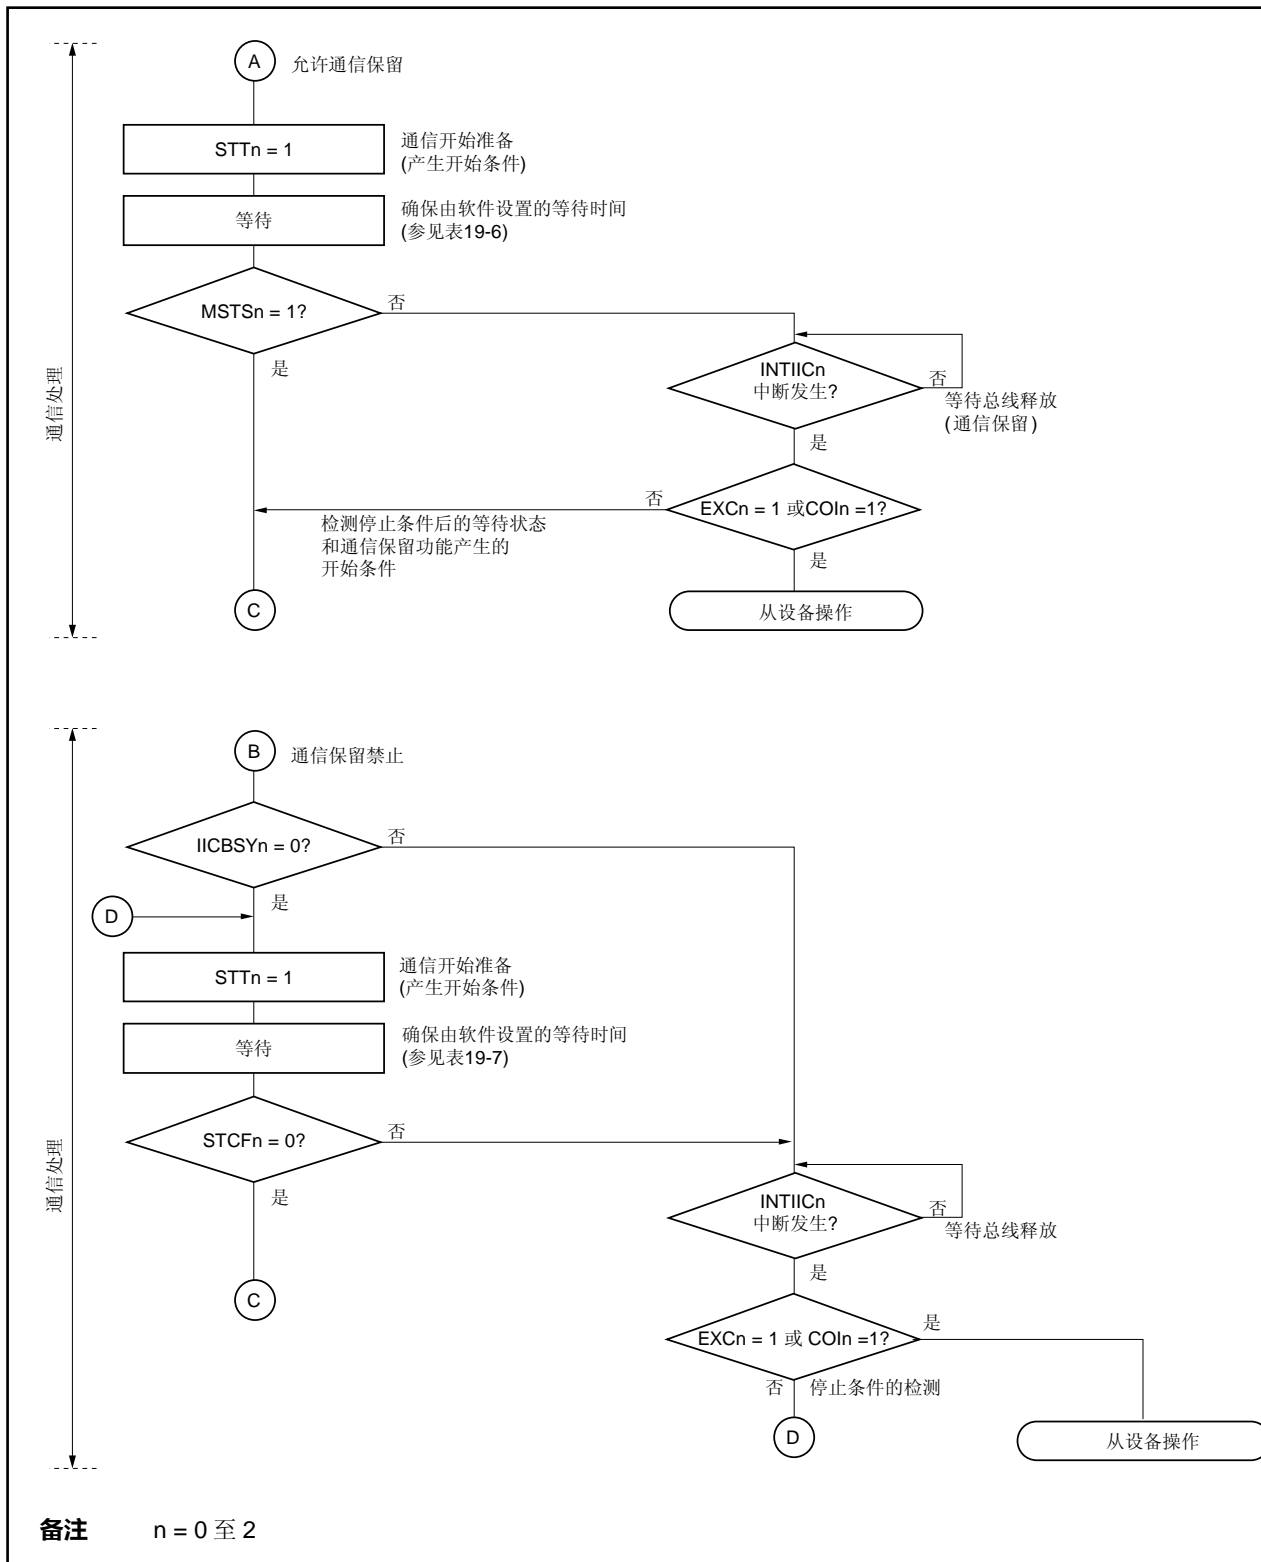 A
允许通信保留
STTn = 1
通信开始准备
(产生开始条件)
等待
确保由软件设置的等待时间
(参见表19-6)
MSTSn = 1?
否
是
INTIICn
中断发生?
否
等待总线释放
(通信保留)
是
EXCn = 1 或COIn =1?
否
检测停止条件后的等待状态
和通信保留功能产生的
开始条件
是
C
从设备操作
通信处理
B
通信保留禁止
IICBSYn = 0?
否
是
D
STTn = 1
通信开始准备
(产生开始条件)
等待
确保由软件设置的等待时间
(参见表19-7)
STCFn = 0?
否
是
INTIICn
中断发生?
否
等待总线释放
是
C
EXCn = 1 或 COIn =1?
是
否
停止条件的检测
D
从设备操作
通信处理
备注 n = 0 至 2